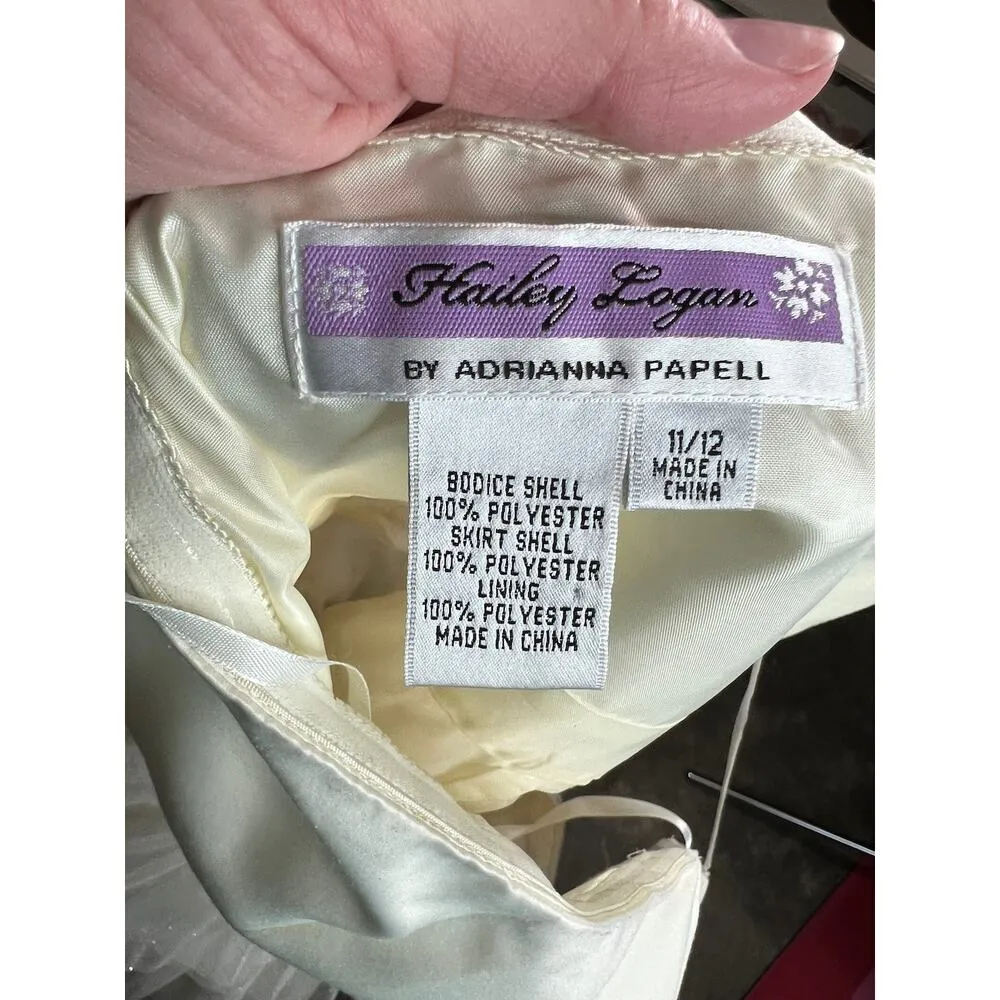 Hailey Logan
BY ADRIANNA PAPELL
BODICE SHELL
100% POLYESTER
SKIRT SHELL
100% POLYESTER
LINING
100% POLYESTER
MADE IN CHINA
11/12
MADE IN
CHINA